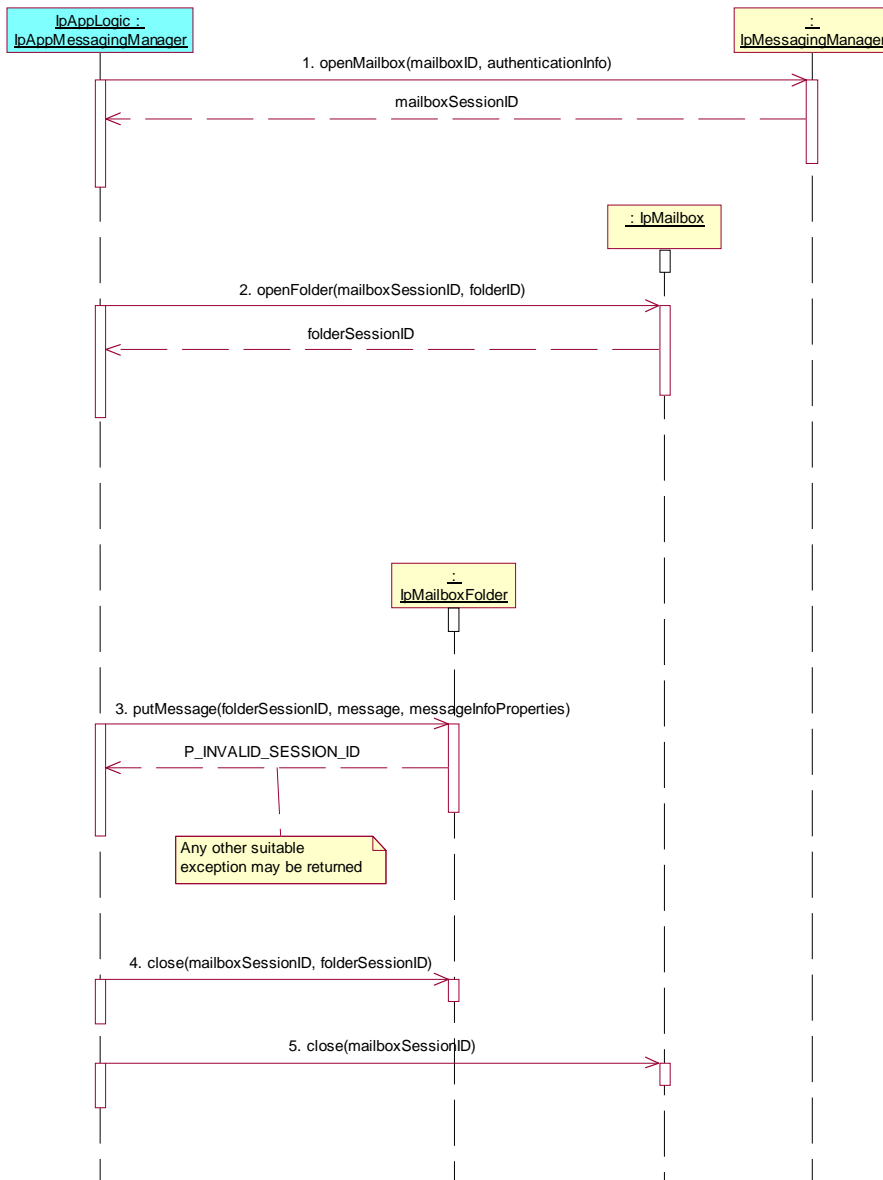 IpAppLogic :
IpAppMessagingManager
:
IpMessagingManager
1. openMailbox(mailboxID, authenticationInfo)
mailboxSessionID
: IpMailbox
2. openFolder(mailboxSessionID, folderID)
folderSessionID
:
IpMailboxFolder
3. putMessage(folderSessionID, message, messageInfoProperties)
P_INVALID_SESSION_ID
Any other suitable
exception may be returned
4. close(mailboxSessionID, folderSessionID)
5. close(mailboxSessionID)